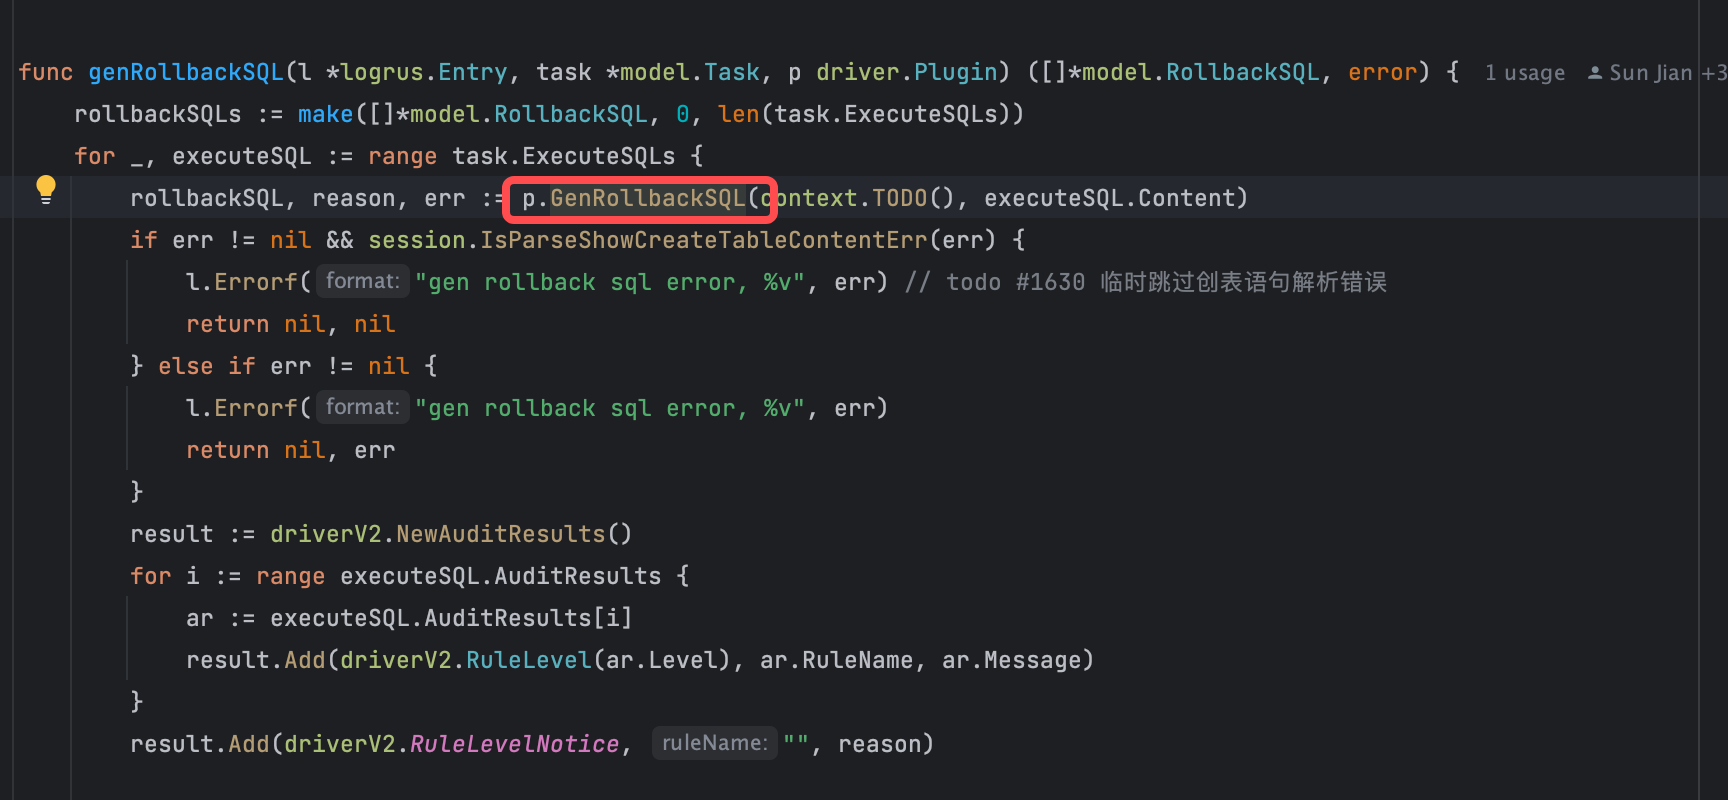 func genRollbackSQL(l *logrus.Entry, task *model.Task, p driver.Plugin) ([]*model.RollbackSQL, error) { 1 usage Sun Jian +3
rollbackSQLs := make([]*model.RollbackSQL, 0, len(task.ExecuteSQLs))
for _, executeSQL := range task.ExecuteSQLs {
rollbackSQL, reason, err := p.GenRollbackSQL(context.TODO(), executeSQL.Content)
if err != nil && session.IsParseShowCreateTableContentErr(err) {
l.Errorf( format: "gen rollback sql error, %v", err) // todo #1630 临时跳过创表语句解析错误
return nil, nil
} else if err != nil {
l.Errorf( format: "gen rollback sql error, %v", err)
return nil, err
}
result := driverV2.NewAuditResults()
for i := range executeSQL.AuditResults {
ar := executeSQL.AuditResults[i]
result.Add(driverV2.RuleLevel(ar.Level), ar.RuleName, ar.Message)
}
result.Add(driverV2.RuleLevelNotice, ruleName: "", reason)